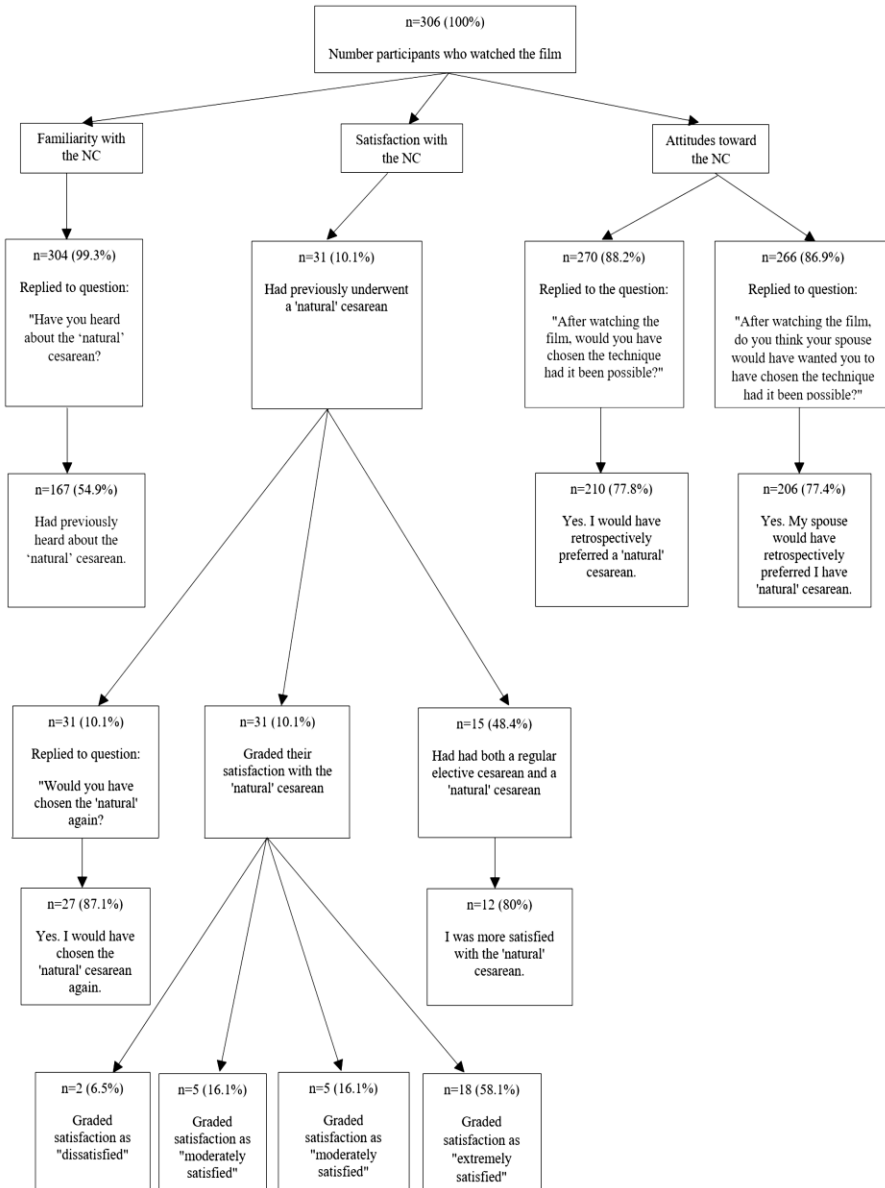 n=306 (100%)
Number participants who watched the film
Familiarity with
the NC
Satisfaction with
the NC
Attitudes toward
the NC
n=304 (99.3%)
Replied to question:
"Have you heard
about the ‘natural’
cesarean?
n=31 (10.1%)
Had previously underwent
a 'natural' cesarean
n=270 (88.2%)
Replied to the question:
"After watching the
film, would you have
chosen the technique
had it been possible?"
n=266 (86.9%)
Replied to question:
"After watching the film,
do you think your spouse
would have wanted you to
have chosen the technique
had it been possible?"
n=167 (54.9%)
Had previously
heard about the
‘natural’ cesarean.
n=210 (77.8%)
Yes. I would have
retrospectively
preferred a 'natural'
cesarean.
n=206 (77.4%)
Yes. My spouse
would have
retrospectively
preferred I have
'natural' cesarean.
n=31 (10.1%)
Replied to question:
"Would you have
chosen the 'natural'
again?
n=31 (10.1%)
Graded their
satisfaction with the
'natural' cesarean
n=15 (48.4%)
Had had both a regular
elective cesarean and a
'natural' cesarean
n=27 (87.1%)
Yes. I would have
chosen the
'natural' cesarean
again.
n=12 (80%)
I was more satisfied
with the 'natural'
cesarean.
n=2 (6.5%)
Graded
satisfaction as
"dissatisfied"
n=5 (16.1%)
Graded
satisfaction as
"moderately
satisfied"
n=5 (16.1%)
Graded
satisfaction as
"moderately
satisfied"
n=18 (58.1%)
Graded
satisfaction as
"extremely
satisfied"